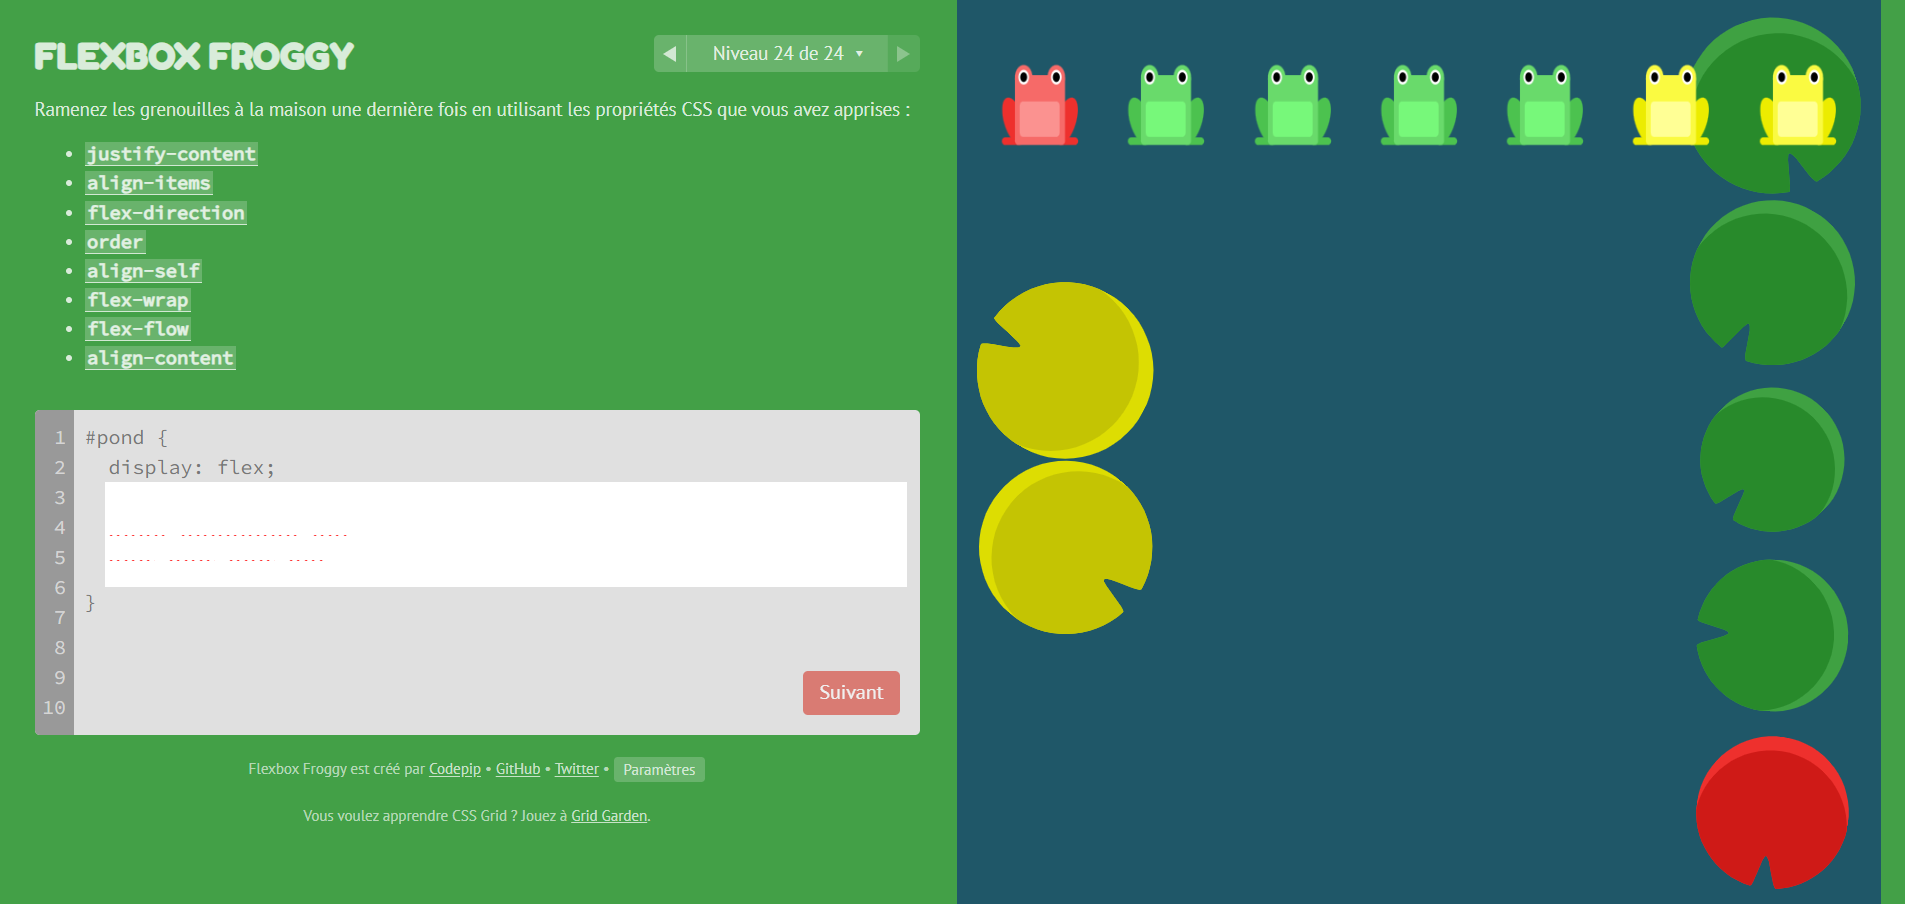 FLEXBOX FROGGY
Niveau 24 de 24
Ramenez les grenouilles à la maison une dernière fois en utilisant les propriétés CSS que vous avez apprises :
justify-content
align-items
flex-direction
order
align-self
flex-wrap
flex-flow
align-content
1 #pond {
2 display: flex;
3
4
5
6 }
7
8
9
10
Suivant
Flexbox Froggy est créé par Codepip • GitHub • Twitter • Paramètres
Vous voulez apprendre CSS Grid ? Jouez à Grid Garden.